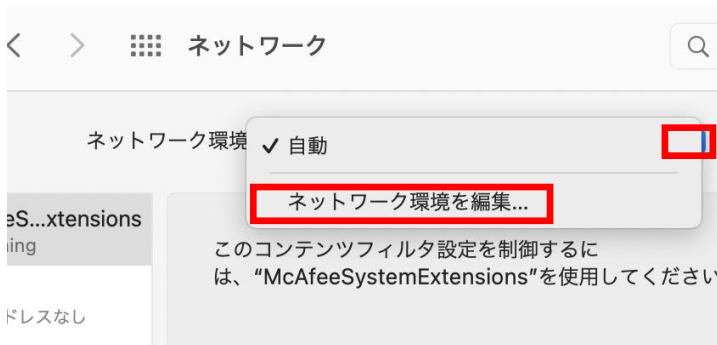 ネットワーク
ネットワーク環境
✓ 自動
ネットワーク環境を編集...
eS...xtensions
ing
このコンテンツフィルタ設定を制御するに
は、“McAfeeSystemExtensions”を使用してください
ドレスなし